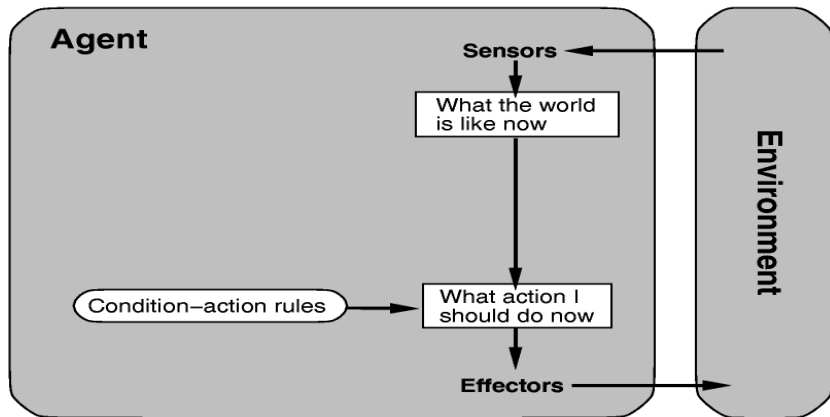 Agent
Sensors
What the world
is like now
Environment
Condition–action rules
What action I
should do now
Effectors